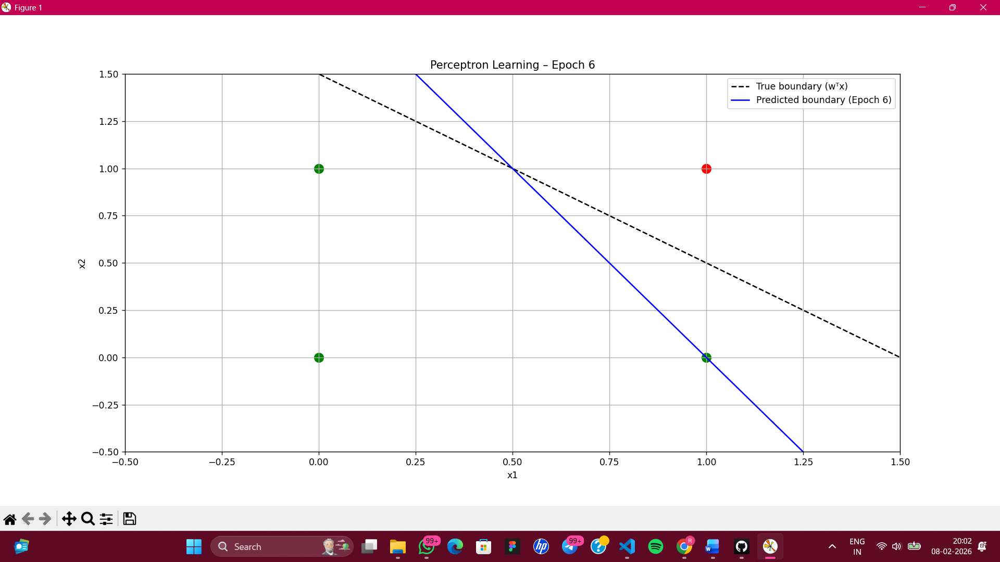 Figure 1
Perceptron Learning – Epoch 6
True boundary (wᵀx)
Predicted boundary (Epoch 6)
1.50
1.25
1.00
0.75
0.50
0.25
0.00
−0.25
−0.50
x2
−0.50 −0.25 0.00 0.25 0.50 0.75 1.00 1.25 1.50
x1
Search
99+
hp
99+
?
R
W
ENG
IN
20:02
08-02-2026